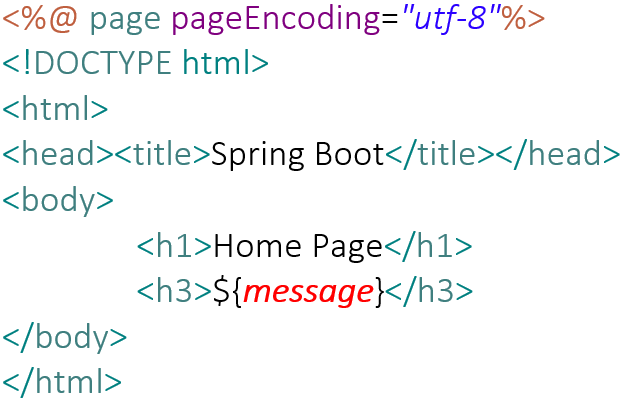 <%@ page pageEncoding="utf-8"%>
<!DOCTYPE html>
<html>
<head><title>Spring Boot</title></head>
<body>
<h1>Home Page</h1>
<h3>${message}</h3>
</body>
</html>